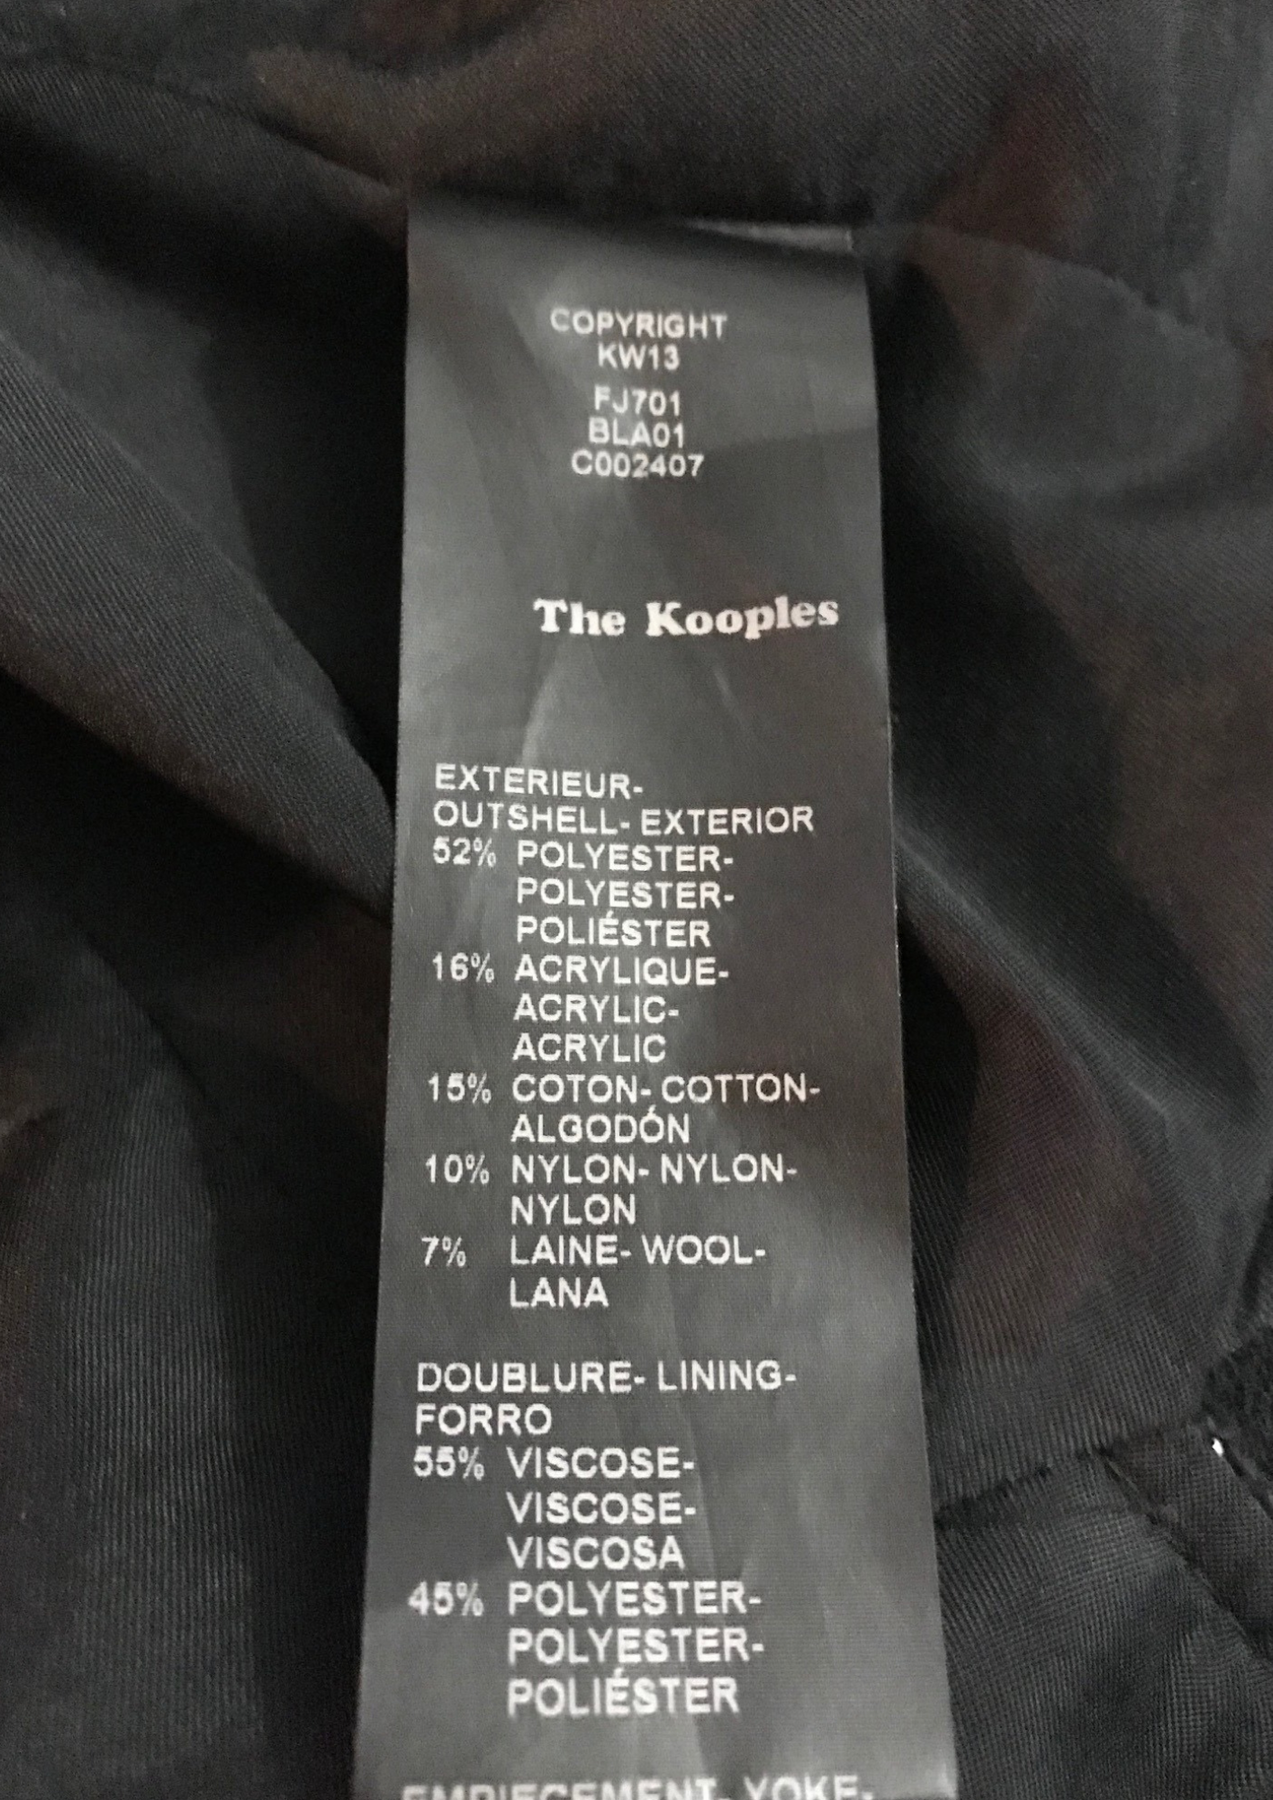 COPYRIGHT
KW13
FJ701
BLA01
C002407
The Kooples
EXTERIEUR-
OUTSHELL- EXTERIOR
52% POLYESTER-
POLYESTER-
POLIÉSTER
16% ACRYLIQUE-
ACRYLIC-
ACRYLIC
15% COTON- COTTON-
ALGODÓN
10% NYLON- NYLON-
NYLON
7% LAINE- WOOL-
LANA
DOUBLURE- LINING-
FORRO
55% VISCOSE-
VISCOSE-
VISCOSA
45% POLYESTER-
POLYESTER-
POLIÉSTER
EMPIECEMENT- YOKE-